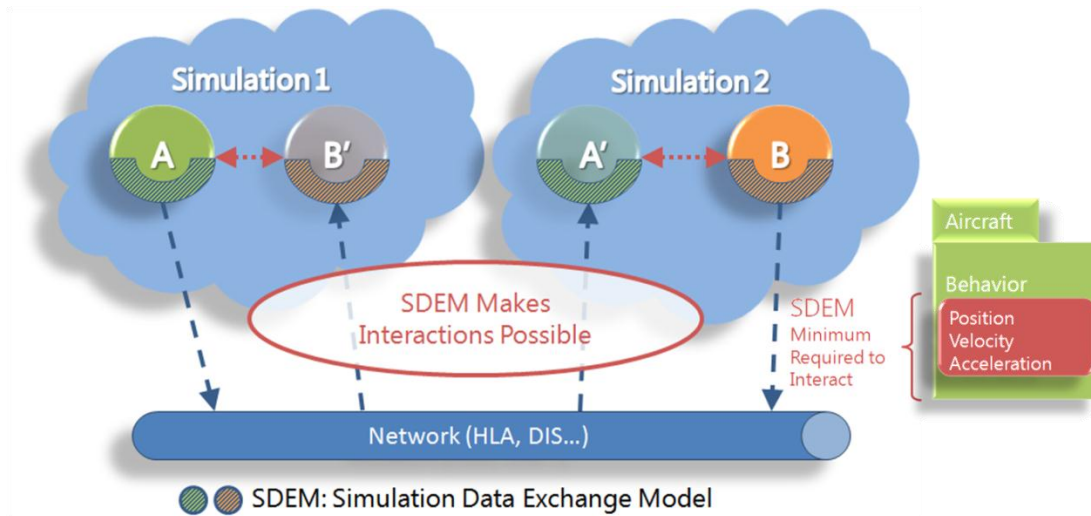 Simulation 1
Simulation 2
A
B'
A'
B
Aircraft
Behavior
Position
Velocity
Acceleration
SDEM
Minimum
Required to
Interact
SDEM Makes
Interactions Possible
Network (HLA, DIS...)
SDEM: Simulation Data Exchange Model